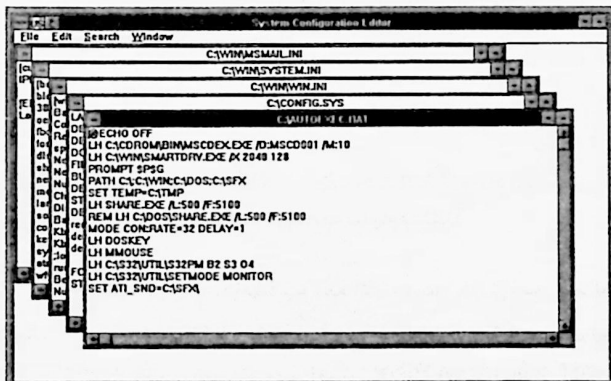 System Configuration Editor
File Edit Search Window
C:\WIN\MSMAIL.INI
C:\WIN\SYSTEM.INI
C:\WIN\WIN.INI
C:\CONFIG.SYS
C:\AUTOEXEC.BAT
@ECHO OFF
LH C:\CDROM\BIN\MSCDEX.EXE /D:MSCD001 /M:10
LH C:\WIN\SMARTDRV.EXE /X 2048 128
PROMPT $P$G
PATH C:\;C:\WIN;C:\DOS;C:\SFX
SET TEMP=C:\TMP
LH SHARE.EXE /L:500 /F:5100
REM LH C:\DOS\SHARE.EXE /L:500 /F:5100
MODE CON:RATE=32 DELAY=1
LH DOSKEY
LH MMOUSE
LH C:\S32\UTIL\S32PM B2 S3 O4
LH C:\S32\UTIL\SETMODE MONITOR
SET ATI_SND=C:\SFX\